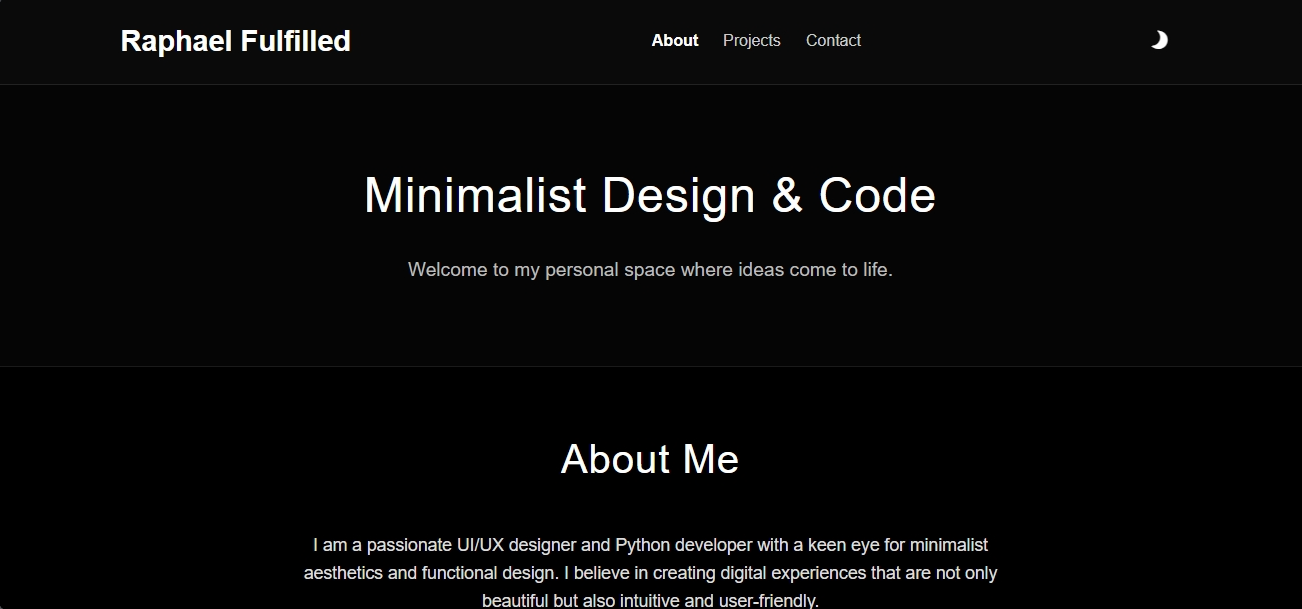 Raphael Fulfilled
About Projects Contact
Minimalist Design & Code
Welcome to my personal space where ideas come to life.
About Me
I am a passionate UI/UX designer and Python developer with a keen eye for minimalist
aesthetics and functional design. I believe in creating digital experiences that are not only
beautiful but also intuitive and user-friendly.